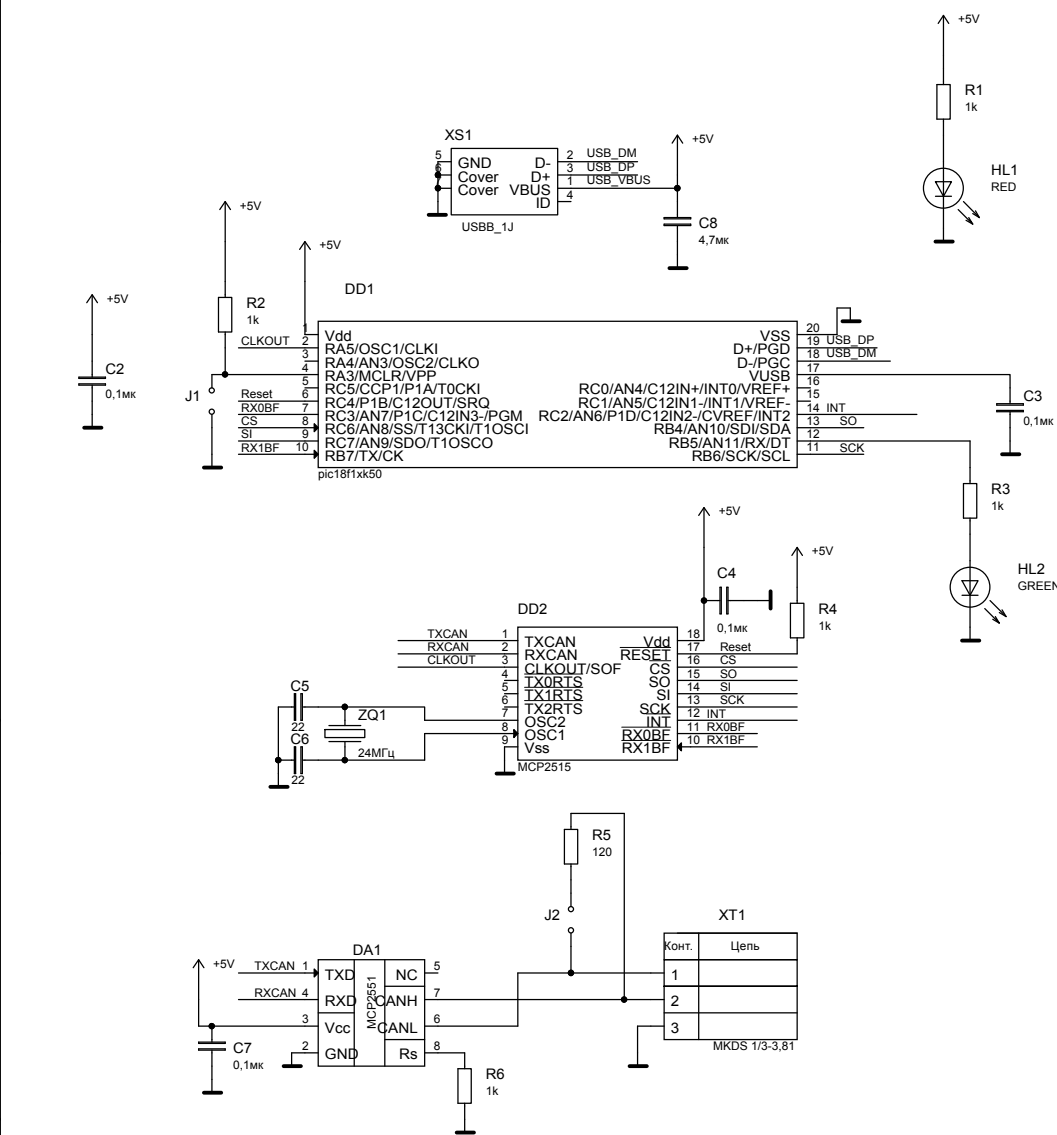 +5V
R1
1k
HL1
RED
XS1
5 GND D- 2 USB_DM
6 Cover D+ 3 USB_DP
Cover VBUS 1 USB_VBUS
ID 4
USBB_1J
+5V
C8
4,7мк
+5V
R2
1k
+5V
C2
0,1мк
+5V
J1
DD1
1 Vdd
CLKOUT 2 RA5/OSC1/CLKI
3 RA4/AN3/OSC2/CLKO
4 RA3/MCLR/VPP
5 RC5/CCP1/P1A/T0CKI
Reset 6 RC4/P1B/C12OUT/SRQ
RX0BF 7 RC3/AN7/P1C/C12IN3-/PGM
CS 8 RC6/AN8/SS/T13CKI/T1OSCI
SI 9 RC7/AN9/SDO/T1OSCO
RX1BF 10 RB7/TX/CK
VSS 20
D+/PGD 19 USB_DP
D-/PGC 18 USB_DM
VUSB 17
RC0/AN4/C12IN+/INT0/VREF+ 16
RC1/AN5/C12IN1-/INT1/VREF- 15
RC2/AN6/P1D/C12IN2-/CVREF/INT2 14 INT
RB4/AN10/SDI/SDA 13 SO
RB5/AN11/RX/DT 12
RB6/SCK/SCL 11 SCK
pic18f1xk50
C3
0,1мк
R3
1k
HL2
GREEN
+5V
C4
0,1мк
+5V
R4
1k
DD2
TXCAN 1 TXCAN
RXCAN 2 RXCAN
CLKOUT 3 CLKOUT/SOF
4 TX0RTS
5 TX1RTS
6 TX2RTS
7 OSC2
8 OSC1
9 Vss
Vdd 18
RESET 17 Reset
CS 16 CS
SO 15 SO
SI 14 SI
SCK 13 SCK
INT 12 INT
RX0BF 11 RX0BF
RX1BF 10 RX1BF
MCP2515
C5
22
C6
22
ZQ1
24МГц
R5
120
J2
XT1
Конт. Цепь
1
2
3
MKDS 1/3-3,81
DA1
MCP2551
+5V
TXCAN 1 TXD
RXCAN 4 RXD
3 Vcc
2 GND
NC 5
CANH 7
CANL 6
Rs 8
C7
0,1мк
R6
1k